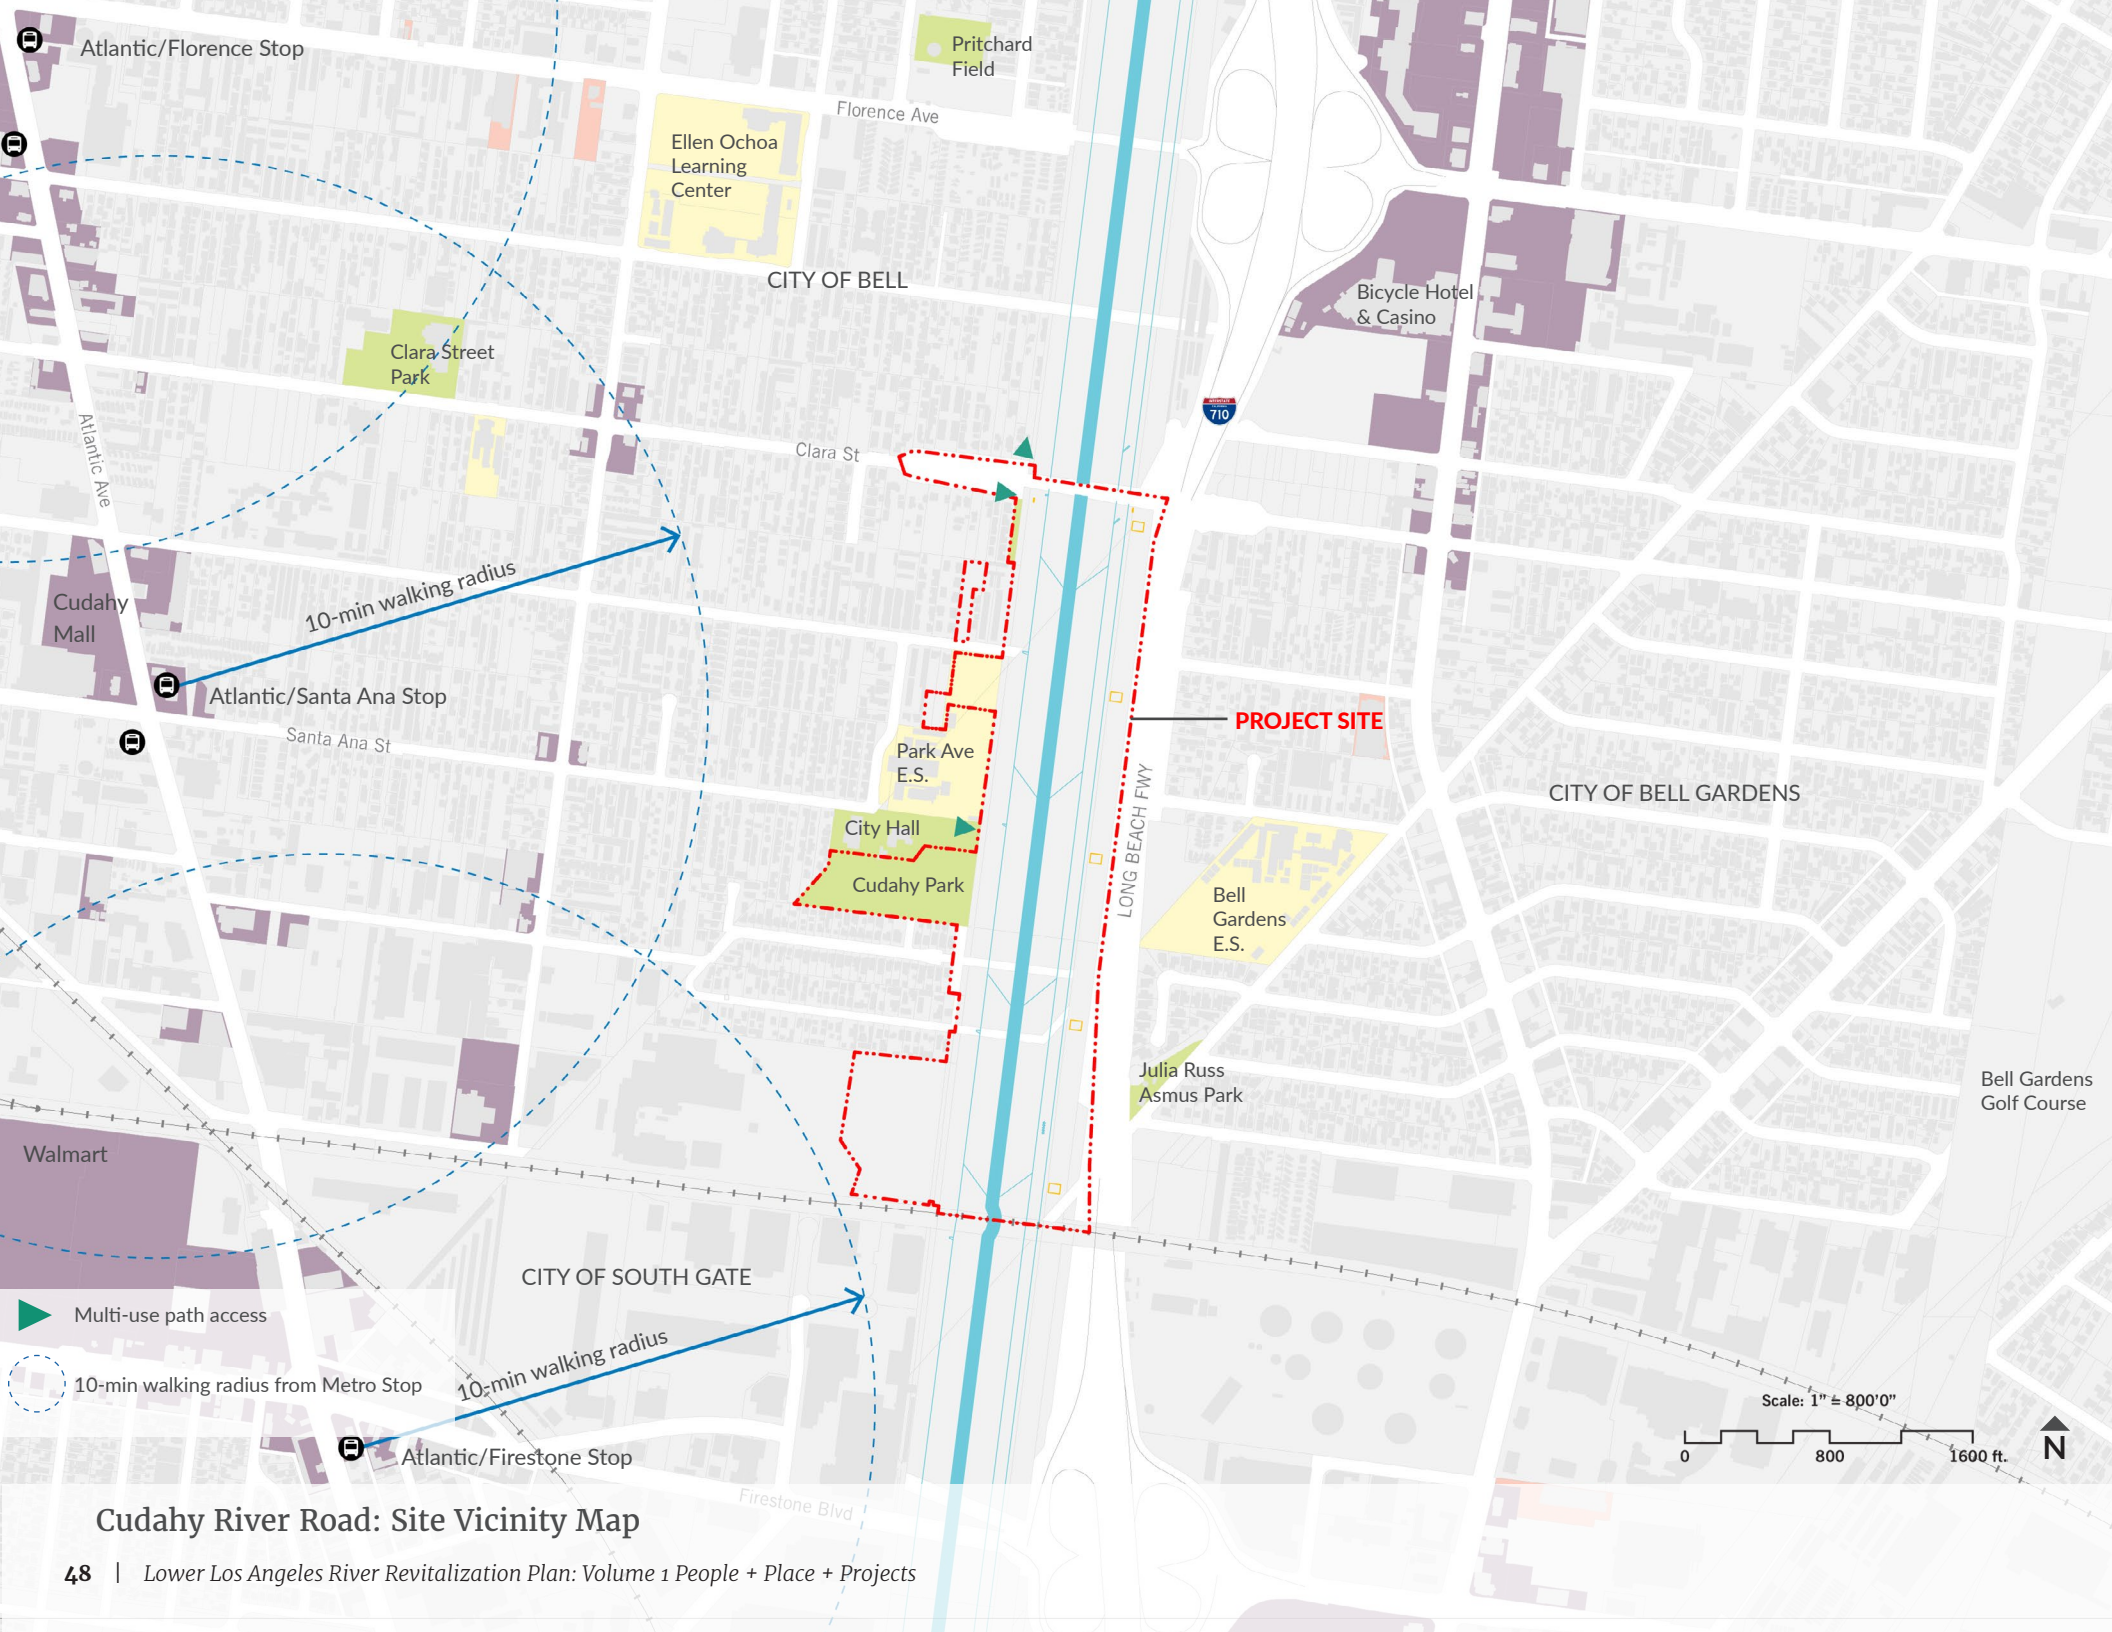 Atlantic/Florence Stop
Pritchard
Field
Florence Ave
Ellen Ochoa
Learning
Center
CITY OF BELL
Bicycle Hotel
& Casino
Clara Street
Park
INTERSTATE
CALIFORNIA
710
Atlantic Ave
Clara St
10-min walking radius
Cudahy
Mall
Atlantic/Santa Ana Stop
Santa Ana St
PROJECT SITE
Park Ave
E.S.
LONG BEACH FWY
CITY OF BELL GARDENS
City Hall
Cudahy Park
Bell
Gardens
E.S.
Julia Russ
Asmus Park
Bell Gardens
Golf Course
Walmart
CITY OF SOUTH GATE
Multi-use path access
10-min walking radius
10-min walking radius from Metro Stop
Scale: 1" = 800'0"
0 800 1600 ft.
N
Atlantic/Firestone Stop
Firestone Blvd
Cudahy River Road: Site Vicinity Map
48 | Lower Los Angeles River Revitalization Plan: Volume 1 People + Place + Projects